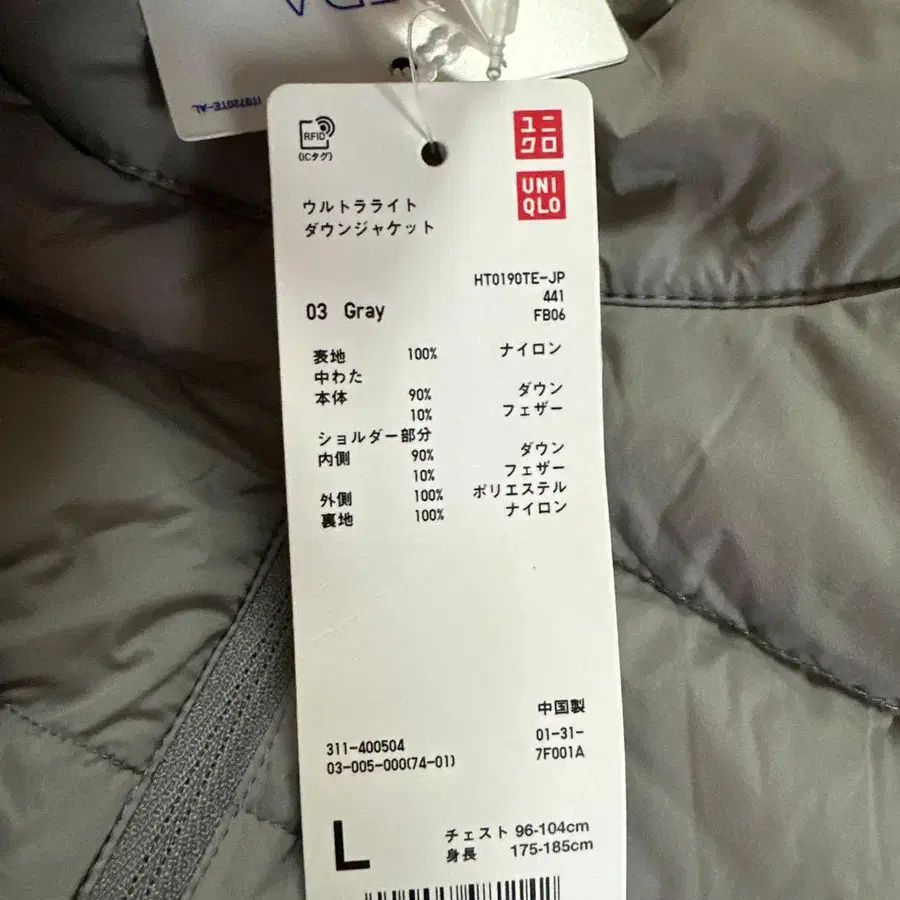 IT0720TE-AL
RFID
(ICタグ)
ユニ
クロ
UNI
QLO
ウルトラライト
ダウンジャケット
HT0190TE-JP
441
03 Gray FB06
表地 100% ナイロン
中わた
本体 90% ダウン
10% フェザー
ショルダー部分
内側 90% ダウン
10% フェザー
外側 100% ポリエステル
裏地 100% ナイロン
中国製
311-400504 01-31-
03-005-000(74-01) 7F001A
L チェスト 96-104cm
身長 175-185cm